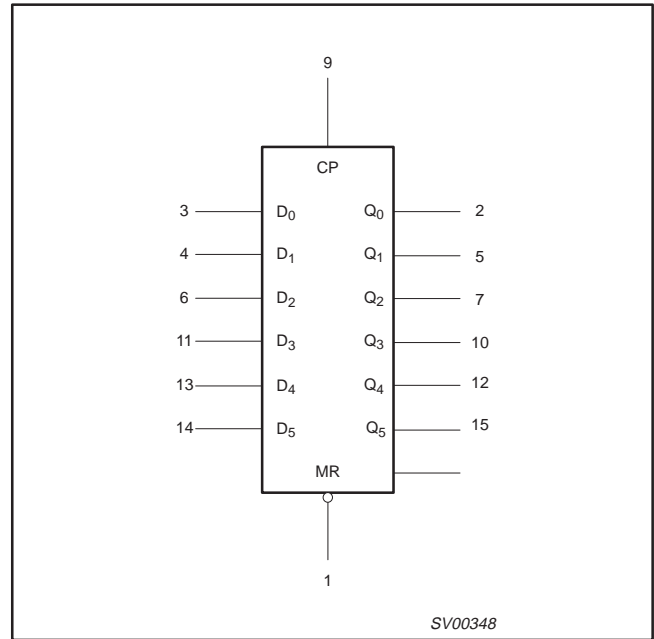 9
CP
3 D₀ Q₀ 2
4 D₁ Q₁ 5
6 D₂ Q₂ 7
11 D₃ Q₃ 10
13 D₄ Q₄ 12
14 D₅ Q₅ 15
MR
1
SV00348